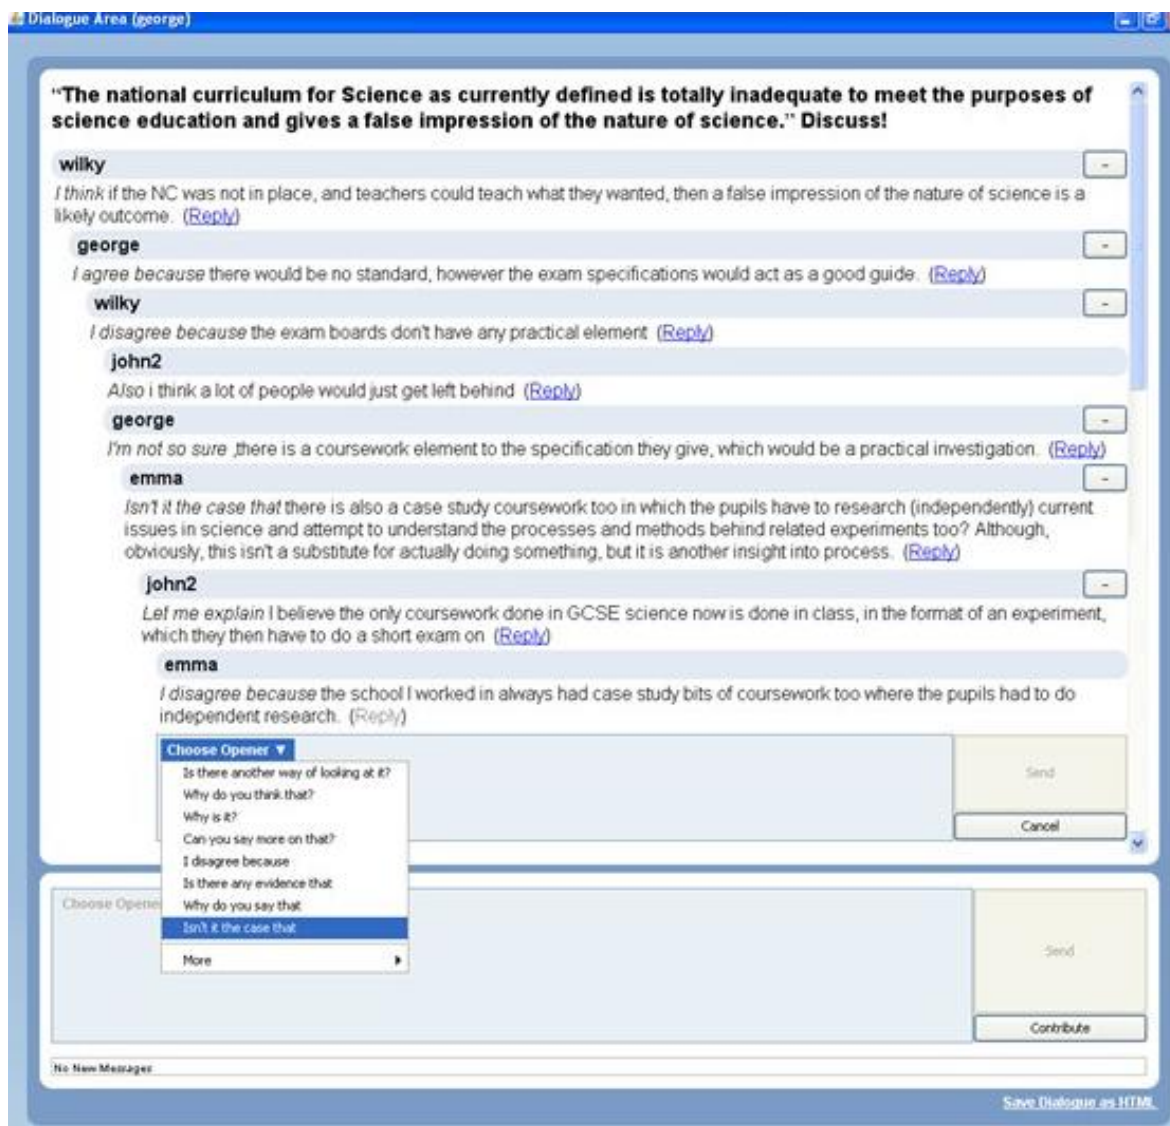 Dialogue Area (george)
"The national curriculum for Science as currently defined is totally inadequate to meet the purposes of
science education and gives a false impression of the nature of science." Discuss!
wilky
-
I think if the NC was not in place, and teachers could teach what they wanted, then a false impression of the nature of science is a
likely outcome. (Reply)
george
-
I agree because there would be no standard, however the exam specifications would act as a good guide. (Reply)
wilky
-
I disagree because the exam boards don't have any practical element (Reply)
john2
Also i think a lot of people would just get left behind (Reply)
george
-
I'm not so sure ,there is a coursework element to the specification they give, which would be a practical investigation. (Reply)
emma
-
Isn't it the case that there is also a case study coursework too in which the pupils have to research (independently) current
issues in science and attempt to understand the processes and methods behind related experiments too? Although,
obviously, this isn't a substitute for actually doing something, but it is another insight into process. (Reply)
john2
-
Let me explain I believe the only coursework done in GCSE science now is done in class, in the format of an experiment,
which they then have to do a short exam on (Reply)
emma
I disagree because the school I worked in always had case study bits of coursework too where the pupils had to do
independent research. (Reply)
Choose Opener ▼
Is there another way of looking at it?
Why do you think that?
Why is it?
Can you say more on that?
I disagree because
Is there any evidence that
Why do you say that
Isn't it the case that
More
Send
Cancel
Choose Opene
Send
Contribute
No New Messages
Save Dialogue as HTML